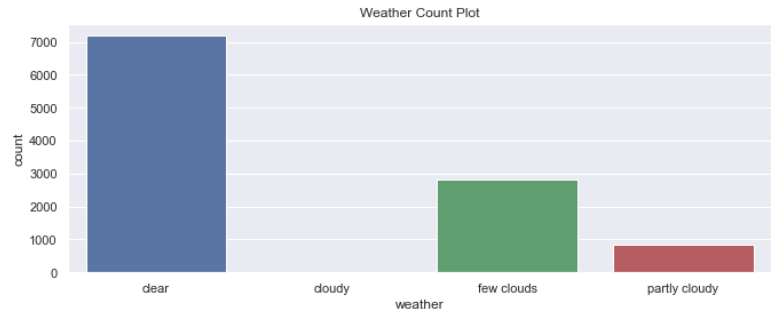 Weather Count Plot
count
7000
6000
5000
4000
3000
2000
1000
0
clear cloudy few clouds partly cloudy
weather